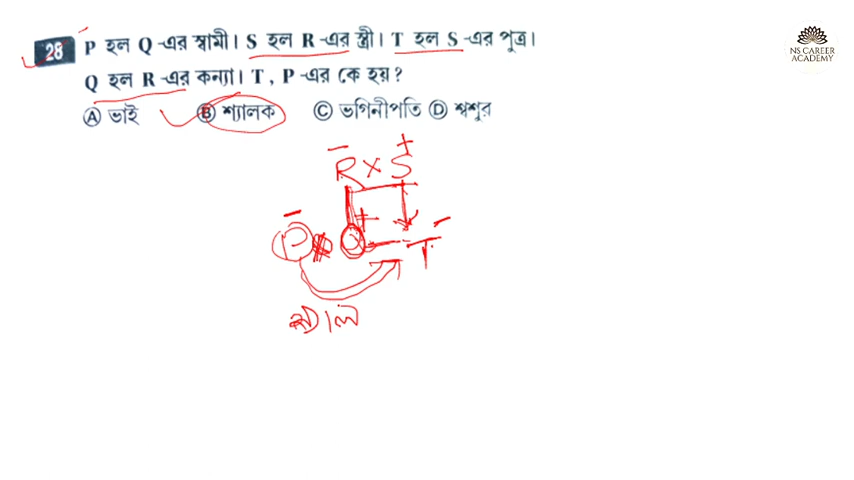 NS CAREER
ACADEMY
28 P হল Q-এর স্বামী। S হল R-এর স্ত্রী। T হল S-এর পুত্র।
Q হল R-এর কন্যা। T, P-এর কে হয়?
A ভাই B শ্যালক C ভগিনীপতি D শ্বশুর
− +
R × S
− +  −
P Q — T